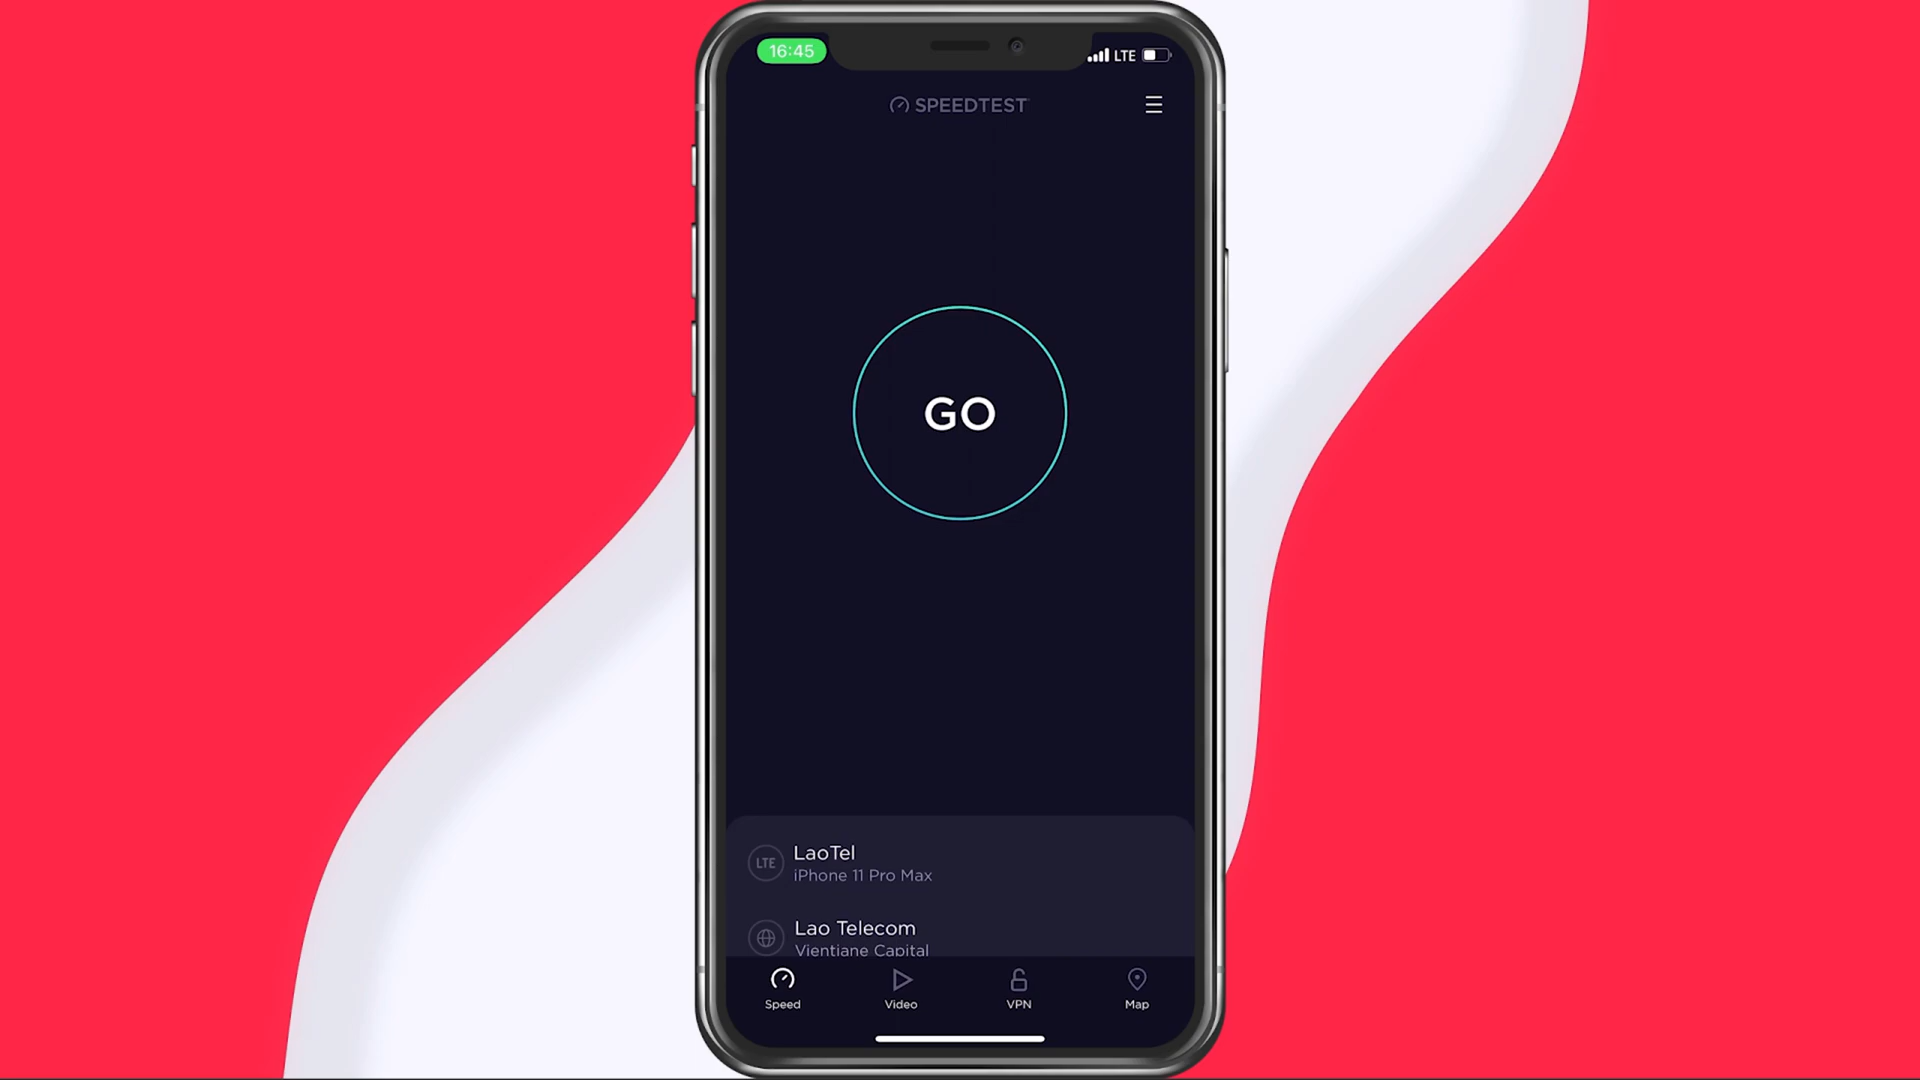 16:45
LTE
SPEEDTEST
GO
LTE
LaoTel
iPhone 11 Pro Max
Lao Telecom
Vientiane Capital
Speed
Video
VPN
Map